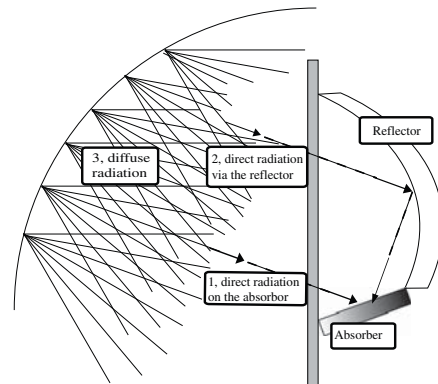 Reflector
3, diffuse
radiation
2, direct radiation
via the reflector
1, direct radiation
on the absorbor
Absorber